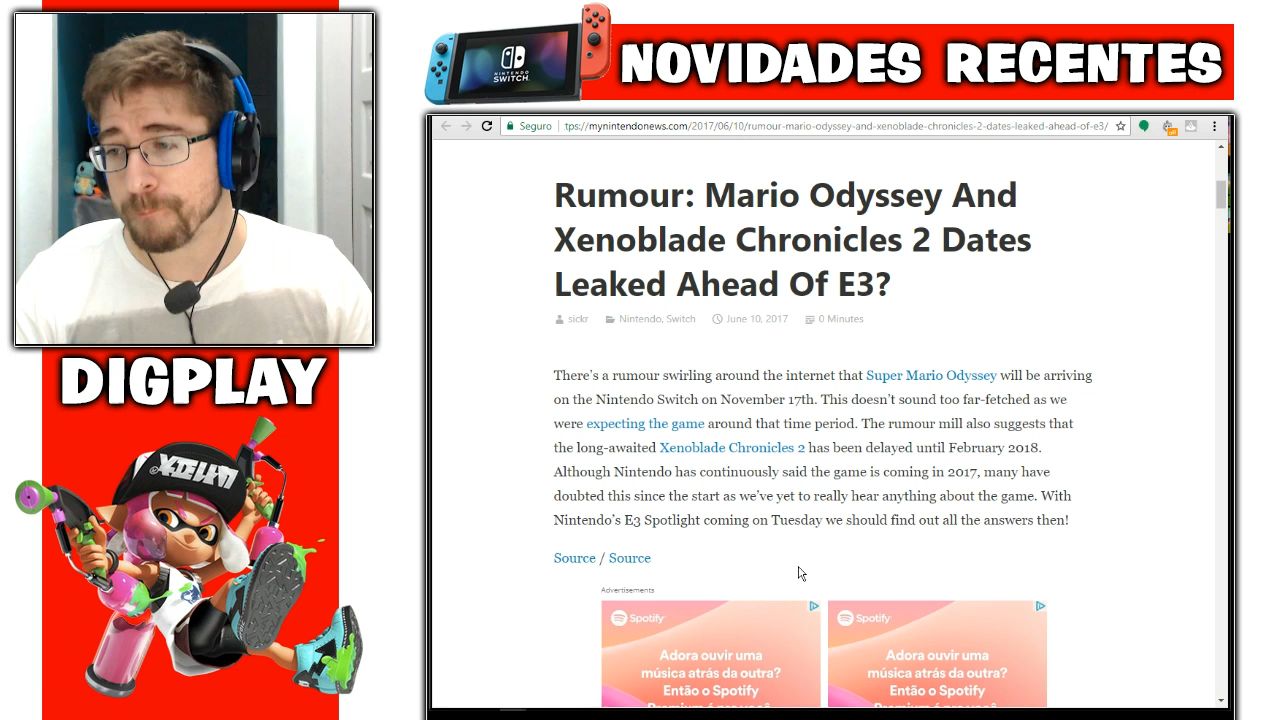 NINTENDO
SWITCH
NOVIDADES RECENTES
Seguro
tps://mynintendonews.com/2017/06/10/rumour-mario-odyssey-and-xenoblade-chronicles-2-dates-leaked-ahead-of-e3/
off
Rumour: Mario Odyssey And
Xenoblade Chronicles 2 Dates
Leaked Ahead Of E3?
sickr Nintendo, Switch June 10, 2017 0 Minutes
There's a rumour swirling around the internet that Super Mario Odyssey will be arriving
on the Nintendo Switch on November 17th. This doesn't sound too far-fetched as we
were expecting the game around that time period. The rumour mill also suggests that
the long-awaited Xenoblade Chronicles 2 has been delayed until February 2018.
Although Nintendo has continuously said the game is coming in 2017, many have
doubted this since the start as we've yet to really hear anything about the game. With
Nintendo's E3 Spotlight coming on Tuesday we should find out all the answers then!
Source / Source
Advertisements
Spotify
Adora ouvir uma
música atrás da outra?
Então o Spotify
Premium é pra você
Spotify
Adora ouvir uma
música atrás da outra?
Então o Spotify
Premium é pra você
DIGPLAY